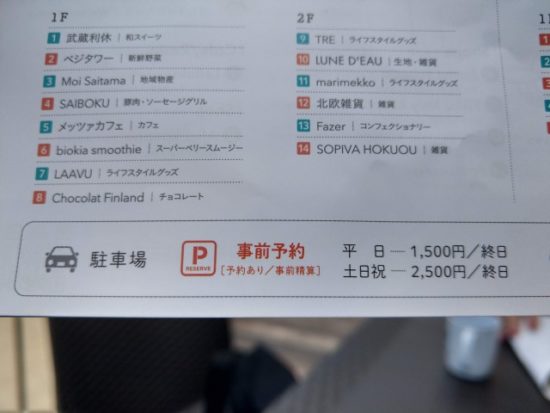 1F
1 武蔵利休 | 和スイーツ
2 ベジタワー | 新鮮野菜
3 Moi Saitama | 地域物産
4 SAIBOKU | 豚肉・ソーセージグリル
5 メッツァカフェ | カフェ
6 biokia smoothie | スーパーベリースムージー
7 LAAVU | ライフスタイルグッズ
8 Chocolat Finland | チョコレート
2F
9 TRE | ライフスタイルグッズ
10 LUNE D'EAU | 生地・雑貨
11 marimekko | ライフスタイルグッズ
12 北欧雑貨 | 雑貨
13 Fazer | コンフェクショナリー
14 SOPIVA HOKUOU | 雑貨
駐車場
P
RESERVE
事前予約
[予約あり/事前精算]
平 日 — 1,500円/終日
土日祝 — 2,500円/終日